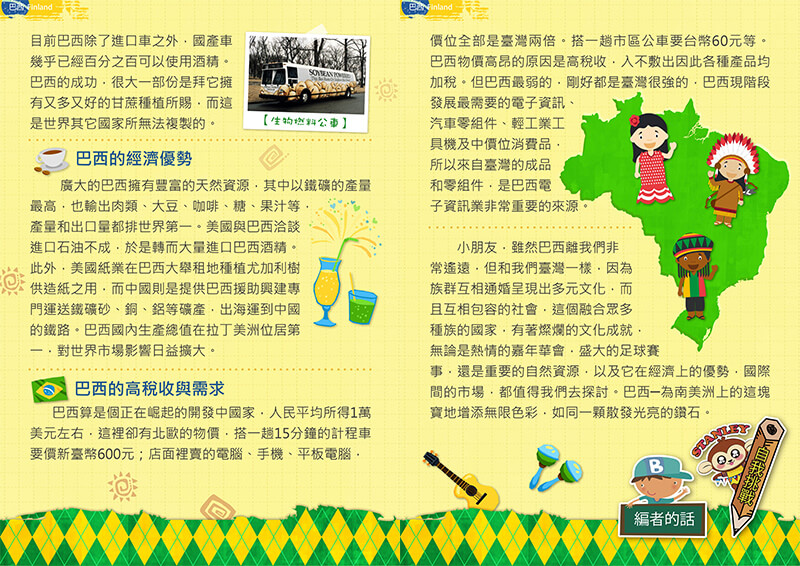 巴西 Finland
目前巴西除了進口車之外，國產車
幾乎已經百分之百可以使用酒精。
巴西的成功，很大一部份是拜它擁
有又多又好的甘蔗種植所賜，而這
是世界其它國家所無法複製的。
SOYBEAN POWERED
【生物燃料公車】
巴西的經濟優勢
廣大的巴西擁有豐富的天然資源，其中以鐵礦的產量
最高，也輸出肉類、大豆、咖啡、糖、果汁等，
產量和出口量都排世界第一。美國與巴西洽談
進口石油不成，於是轉而大量進口巴西酒精。
此外，美國紙業在巴西大舉租地種植尤加利樹
供造紙之用，而中國則是提供巴西援助興建專
門運送鐵礦砂、銅、鋁等礦產，出海運到中國
的鐵路。巴西國內生產總值在拉丁美洲位居第
一，對世界市場影響日益擴大。
巴西的高稅收與需求
巴西算是個正在崛起的開發中國家，人民平均所得1萬
美元左右，這裡卻有北歐的物價，搭一趟15分鐘的計程車
要價新臺幣600元；店面裡賣的電腦、手機、平板電腦，
巴西 Finland
價位全部是臺灣兩倍。搭一趟市區公車要台幣60元等。
巴西物價高昂的原因是高稅收，入不敷出因此各種產品均
加稅。但巴西最弱的，剛好都是臺灣很強的，巴西現階段
發展最需要的電子資訊、
汽車零組件、輕工業工
具機及中價位消費品，
所以來自臺灣的成品
和零組件，是巴西電
子資訊業非常重要的來源。
小朋友，雖然巴西離我們非
常遙遠，但和我們臺灣一樣，因為
族群互相通婚呈現出多元文化，而
且互相包容的社會，這個融合眾多
種族的國家，有著燦爛的文化成就，
無論是熱情的嘉年華會，盛大的足球賽
事，還是重要的自然資源，以及它在經濟上的優勢，國際
間的市場，都值得我們去探討。巴西─為南美洲上的這塊
寶地增添無限色彩，如同一顆散發光亮的鑽石。
STANLEY
自我挑戰
B
編者的話